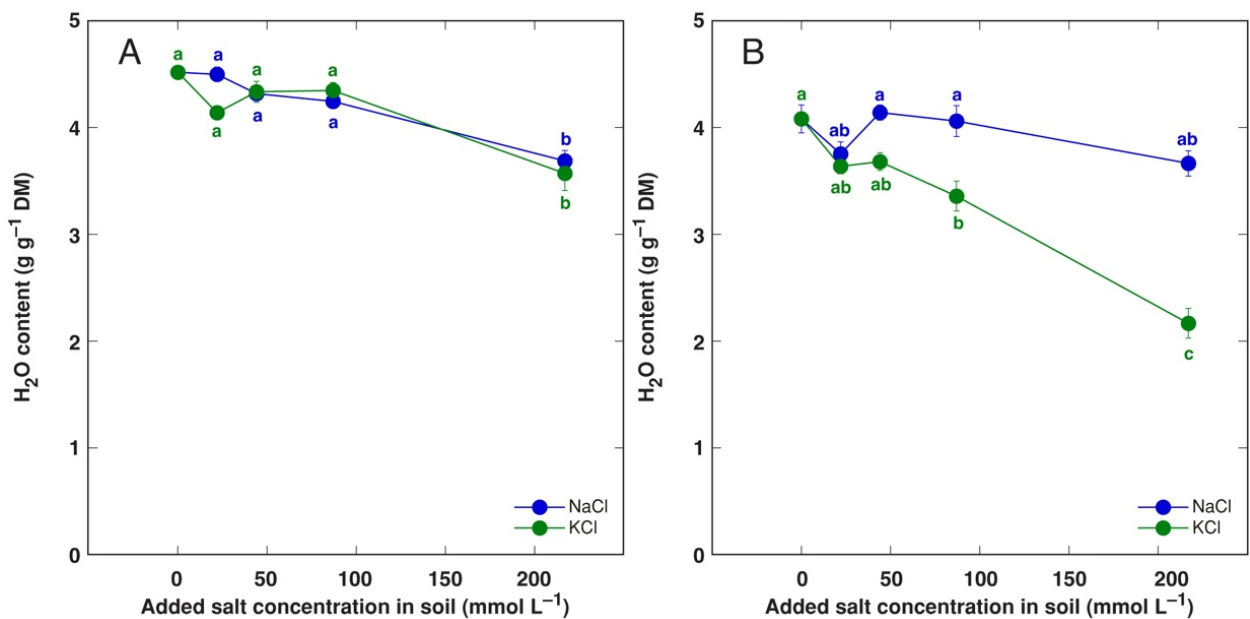 A
5
4
3
2
1
0
H₂O content (g g⁻¹ DM)
a
a
a
a
a
a
a
b
b
NaCl
KCl
0 50 100 150 200
Added salt concentration in soil (mmol L⁻¹)
B
5
4
3
2
1
0
H₂O content (g g⁻¹ DM)
a
ab
a
a
ab
ab
ab
b
c
NaCl
KCl
0 50 100 150 200
Added salt concentration in soil (mmol L⁻¹)